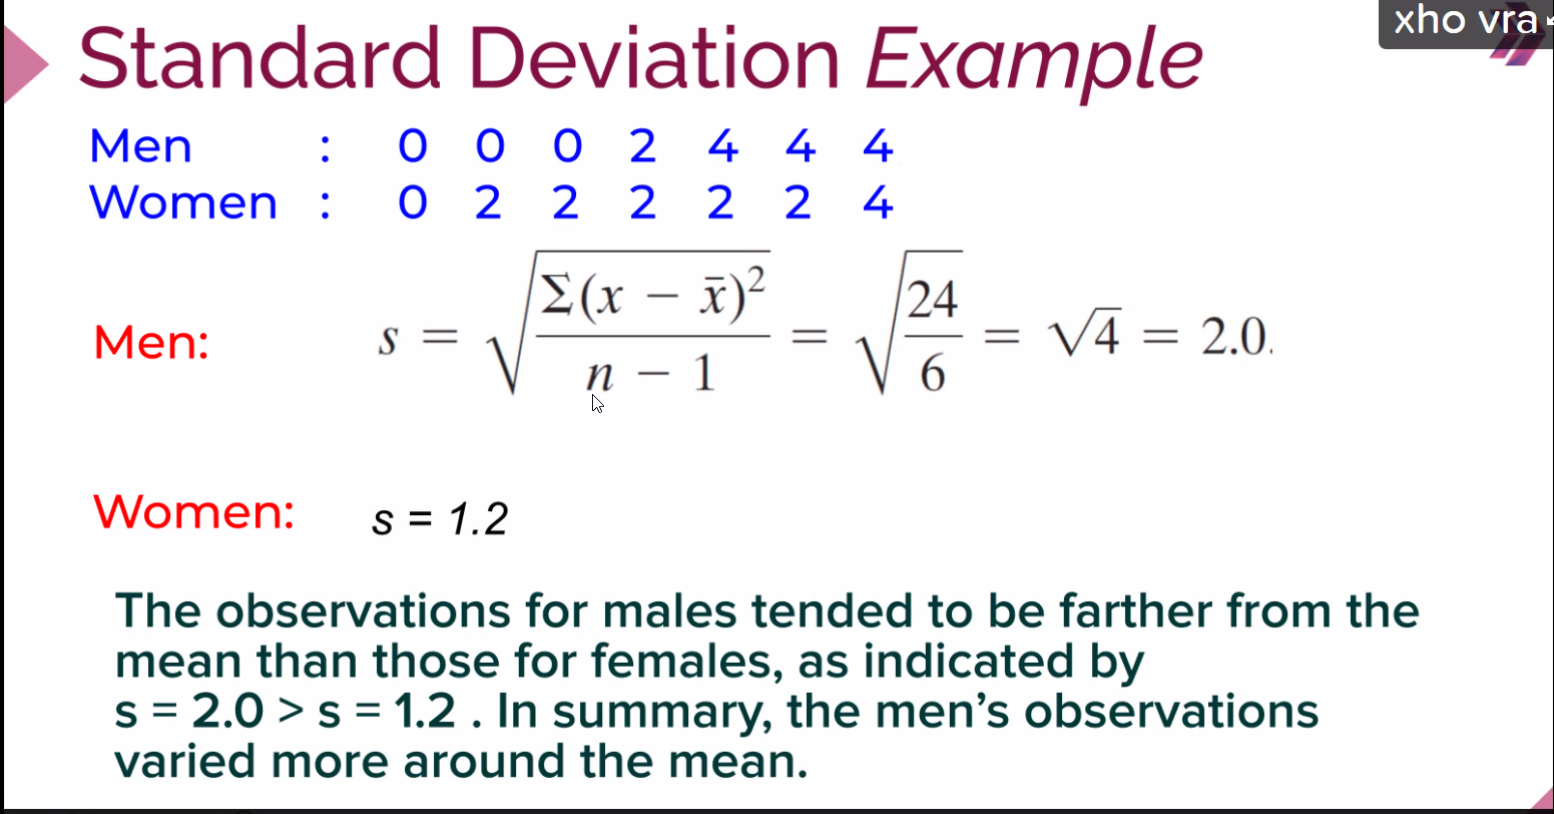 xho vra
Standard Deviation Example
Men : 0 0 0 2 4 4 4
Women : 0 2 2 2 2 2 4
Men: s = √(Σ(x − x̄)² / (n − 1)) = √(24/6) = √4 = 2.0.
Women: s = 1.2
The observations for males tended to be farther from the
mean than those for females, as indicated by
s = 2.0 > s = 1.2 . In summary, the men’s observations
varied more around the mean.